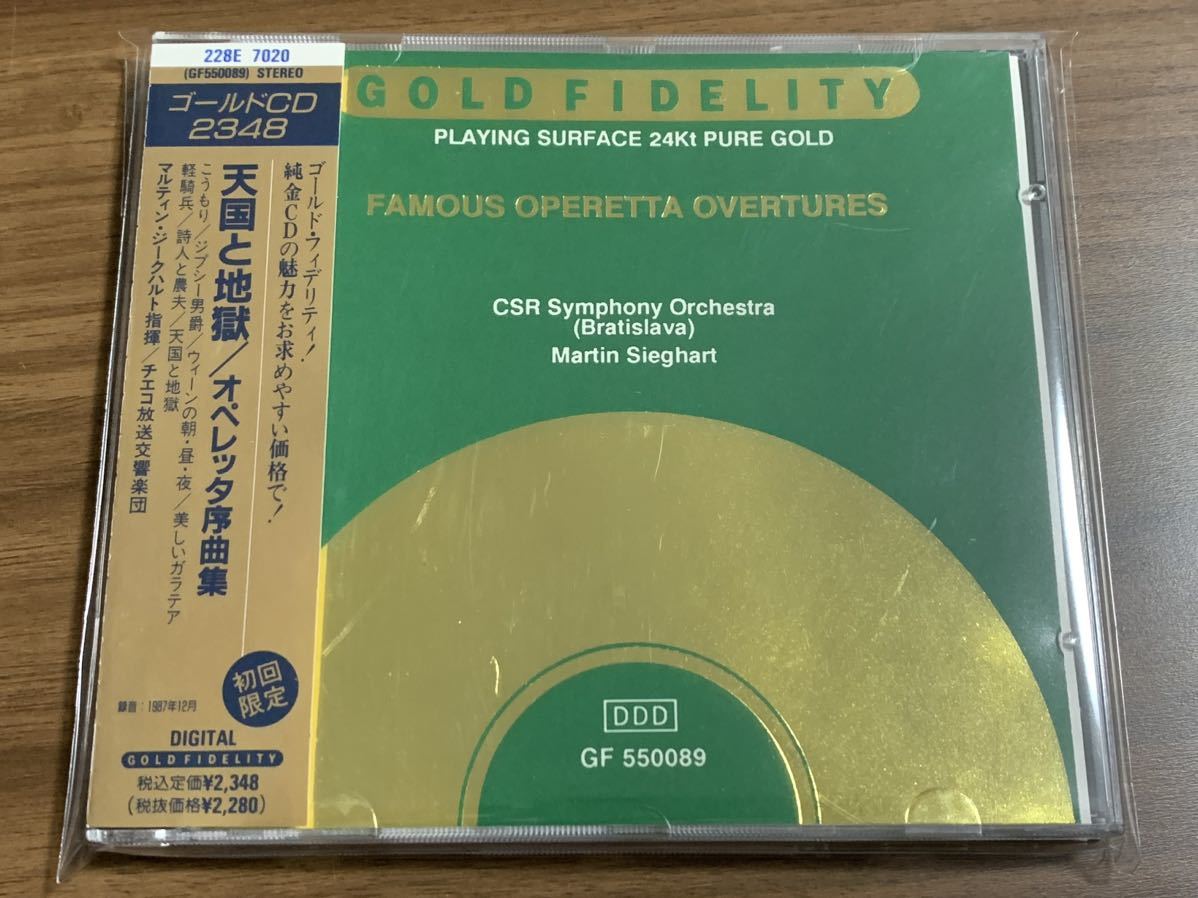 228E 7020
(GF550089) STEREO
ゴールドCD
2348
ゴールド・フィデリティ!
純金CDの魅力をお求めやすい価格で!
天国と地獄/オペレッタ序曲集
こうもり/ジプシー男爵/ウィーンの朝・昼・夜/美しいガラテア
軽騎兵/詩人と農夫/天国と地獄
マルティン・ジークハルト指揮/チェコ放送交響楽団
初回
限定
録音:1987年12月
DIGITAL
GOLD FIDELITY
税込定価¥2,348
(税抜価格¥2,280)
GOLD FIDELITY
PLAYING SURFACE 24Kt PURE GOLD
FAMOUS OPERETTA OVERTURES
CSR Symphony Orchestra
(Bratislava)
Martin Sieghart
DDD
GF 550089